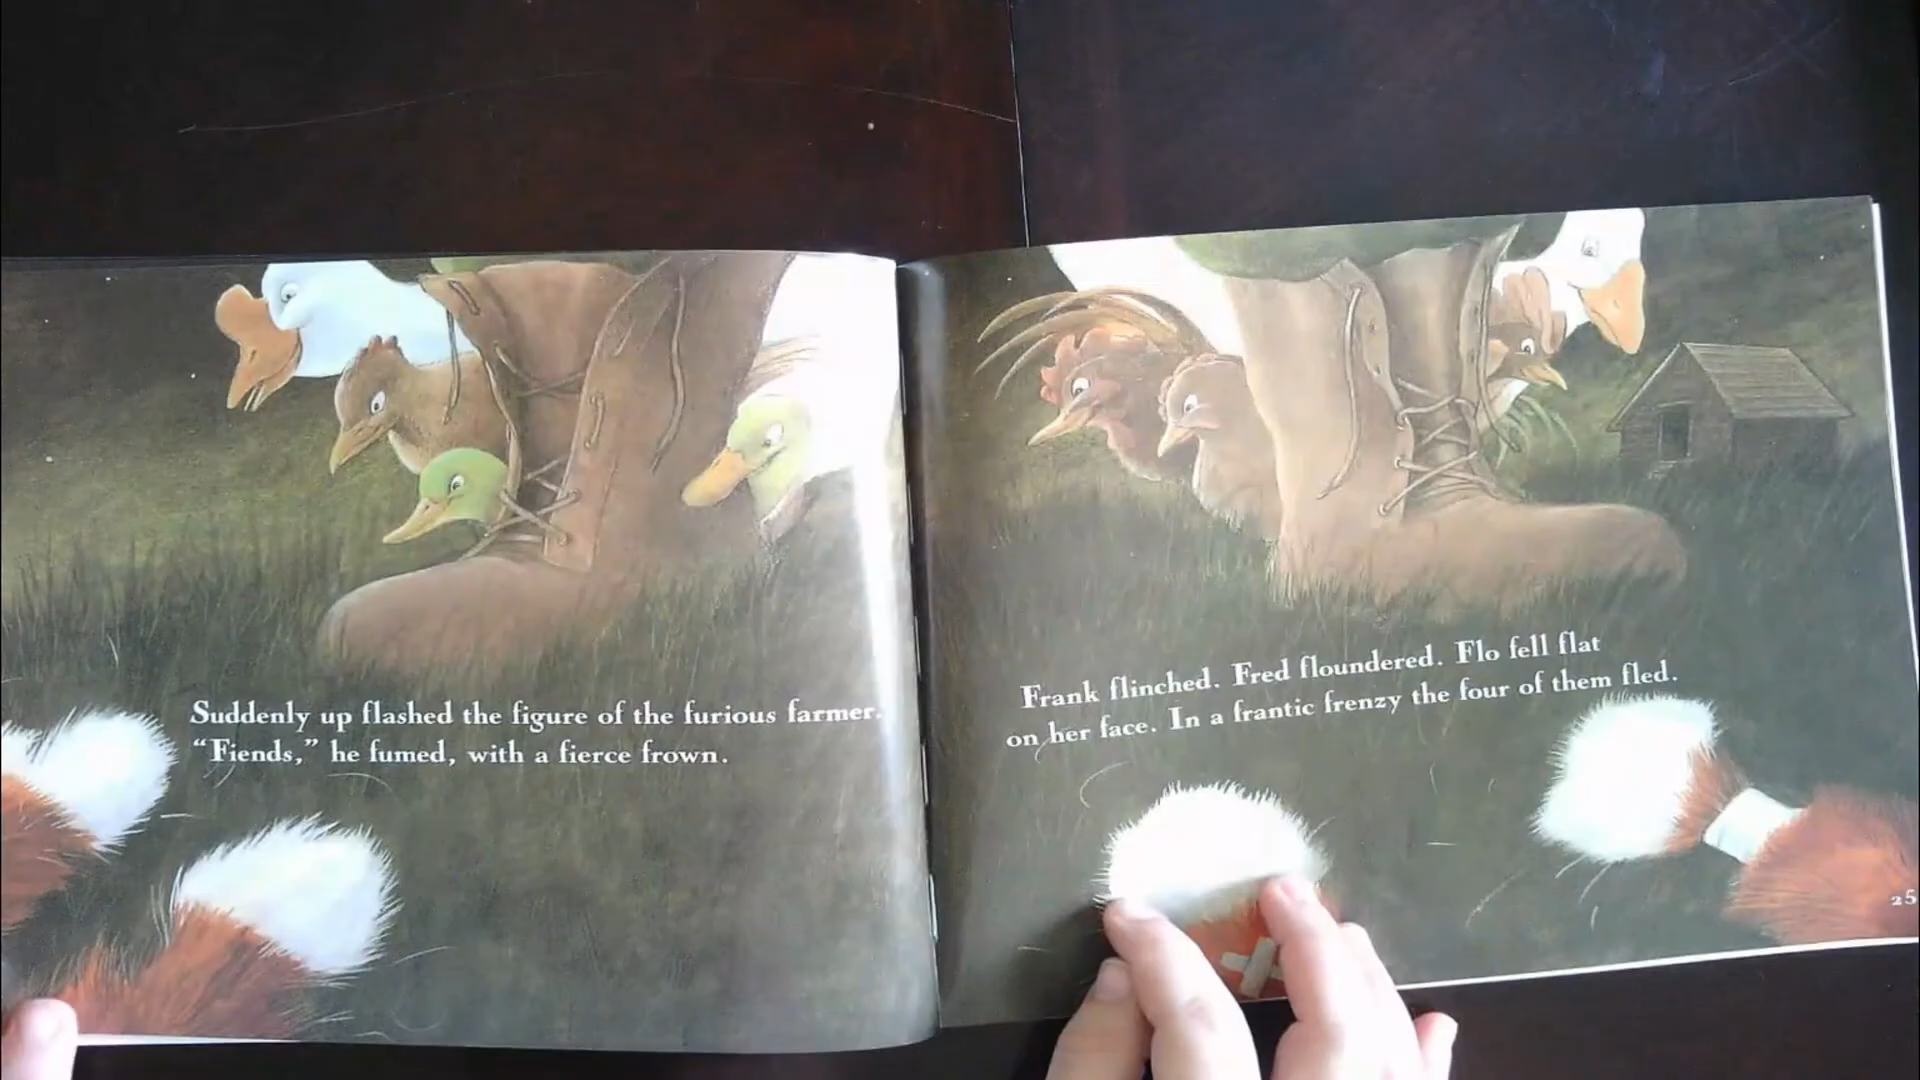 Suddenly up flashed the figure of the furious farmer.
“Fiends,” he fumed, with a fierce frown.
Frank flinched. Fred floundered. Flo fell flat
on her face. In a frantic frenzy the four of them fled.
25